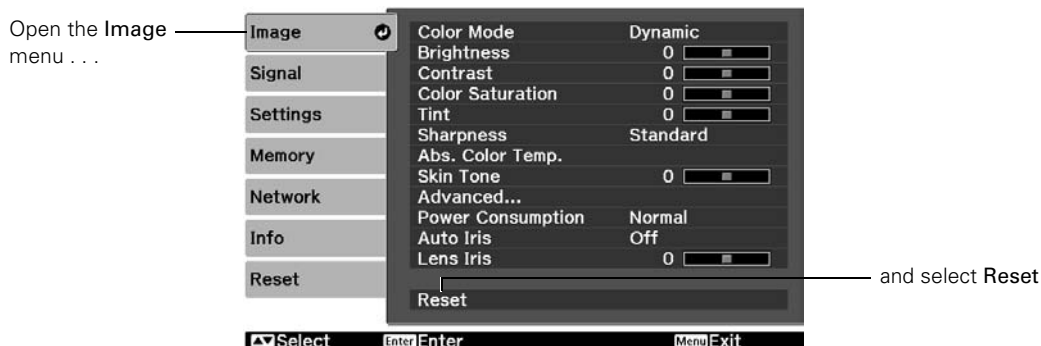 Open the Image
menu . . .
Image
Signal
Settings
Memory
Network
Info
Reset
Color Mode Dynamic
Brightness 0
Contrast 0
Color Saturation 0
Tint 0
Sharpness Standard
Abs. Color Temp.
Skin Tone 0
Advanced...
Power Consumption Normal
Auto Iris Off
Lens Iris 0
Reset
and select Reset
Select Enter Enter Menu Exit